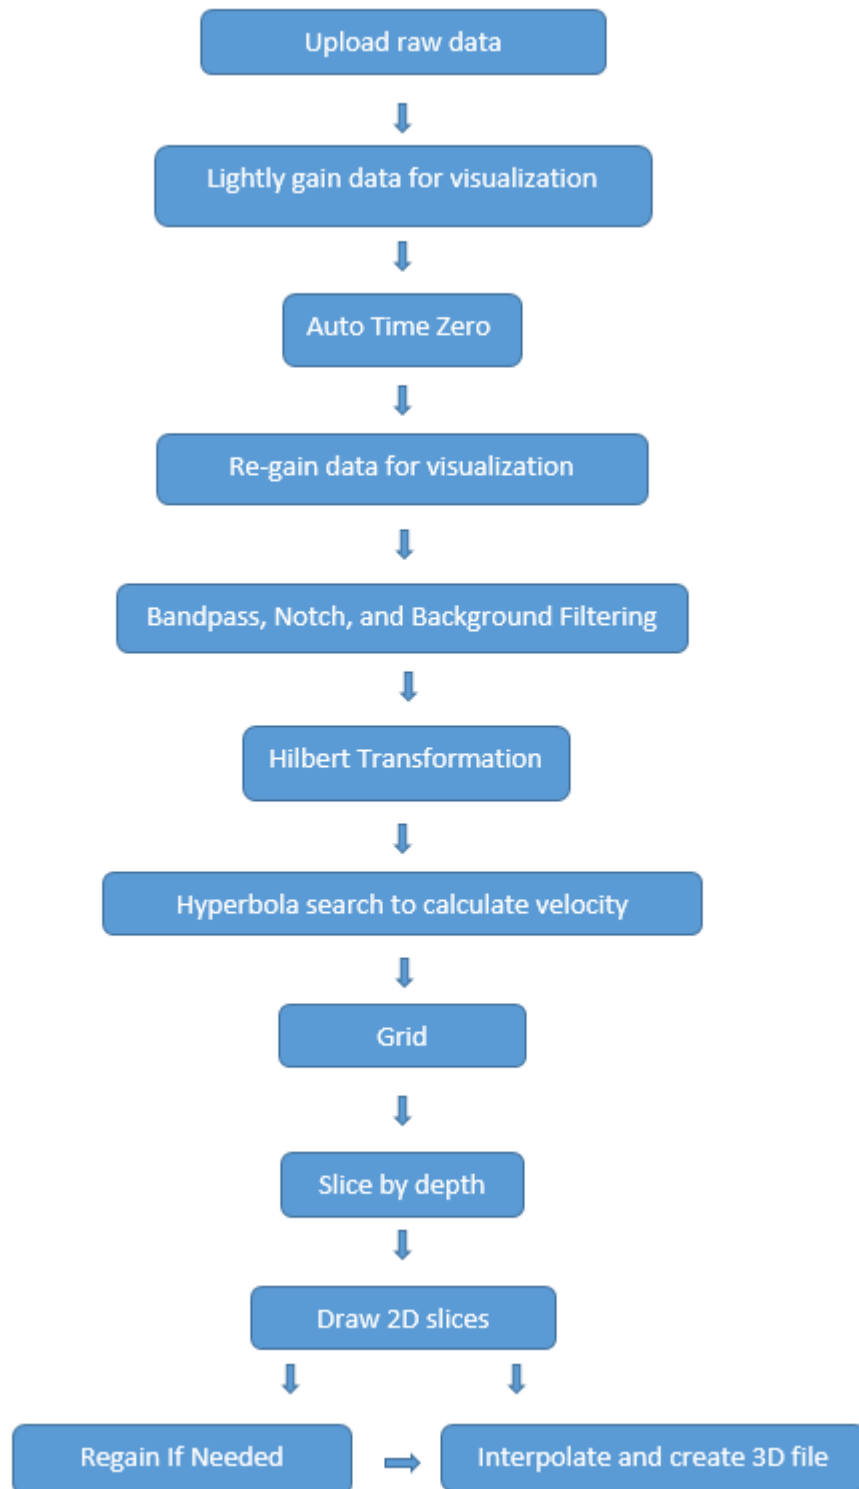 Upload raw data
Lightly gain data for visualization
Auto Time Zero
Re-gain data for visualization
Bandpass, Notch, and Background Filtering
Hilbert Transformation
Hyperbola search to calculate velocity
Grid
Slice by depth
Draw 2D slices
Regain If Needed
Interpolate and create 3D file